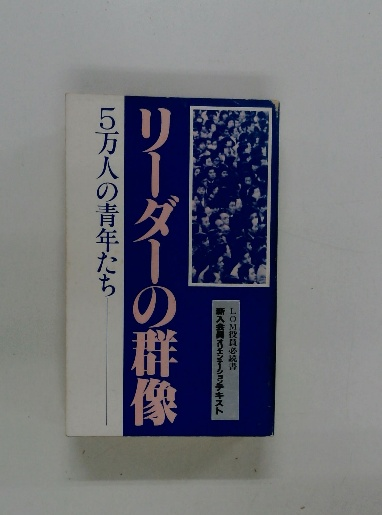 リーダーの群像
5万人の青年たち
LOM役員必読書
新入会員オリエンテーションテキスト